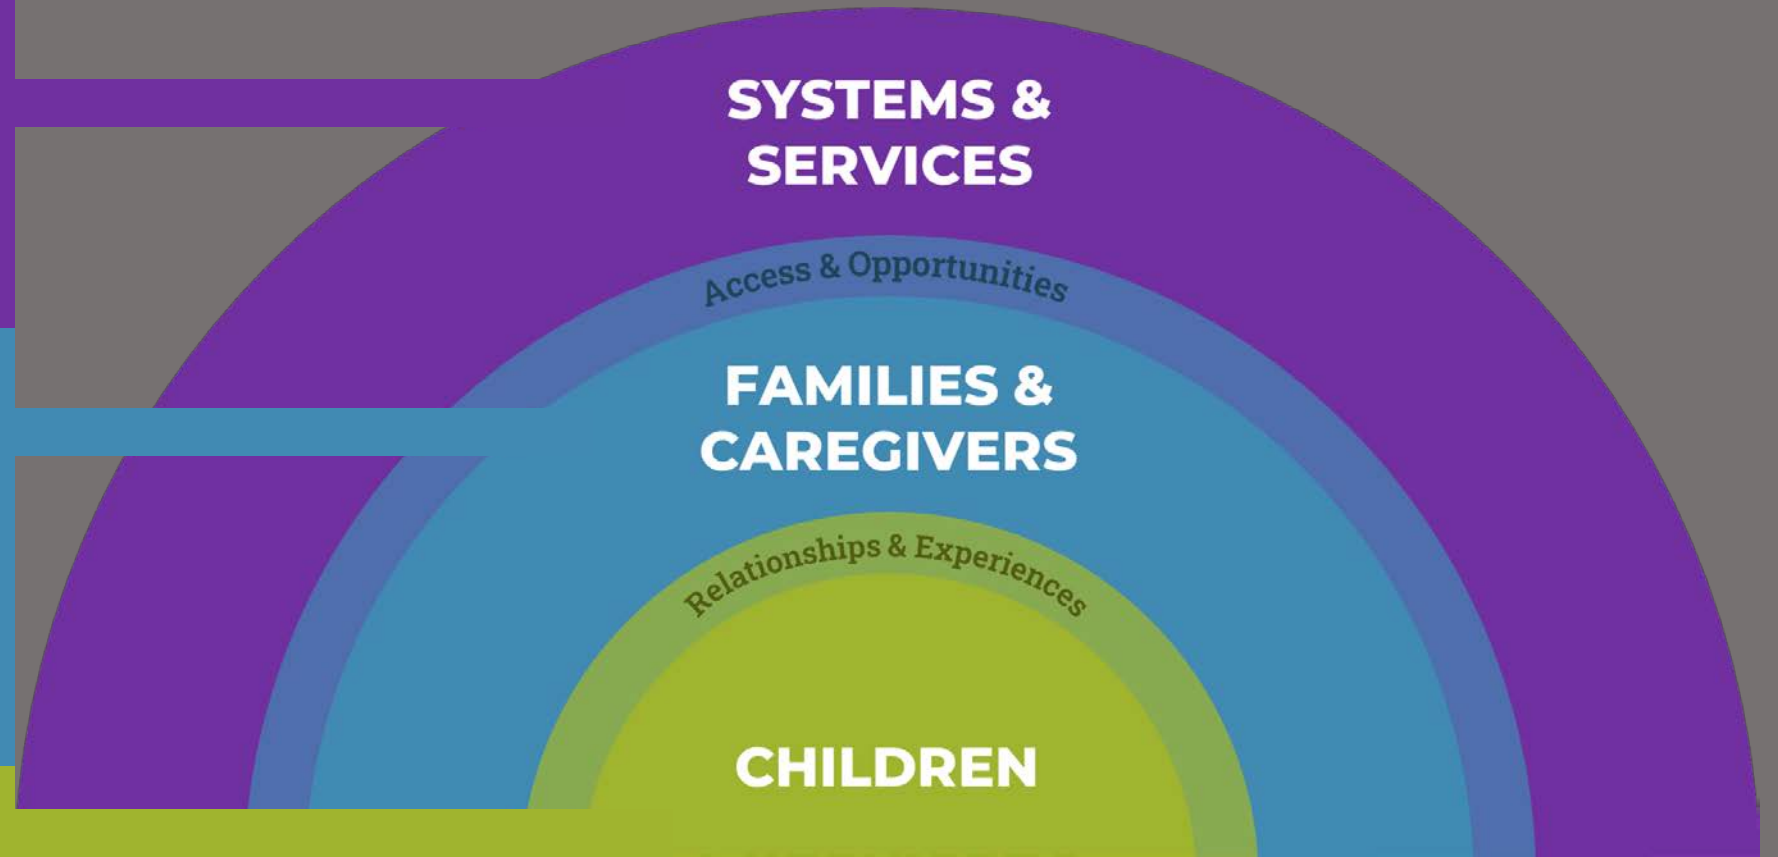 SYSTEMS &
SERVICES
Access & Opportunities
FAMILIES &
CAREGIVERS
Relationships & Experiences
CHILDREN